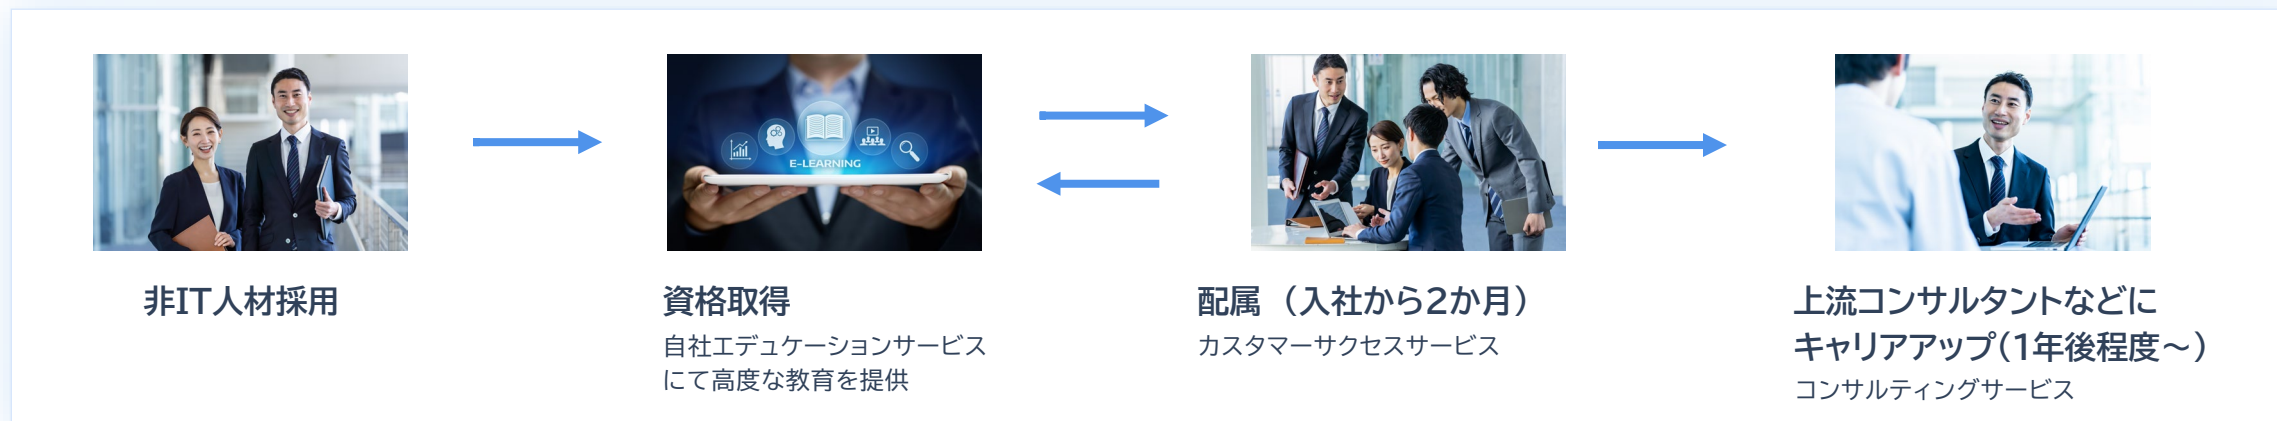 E-LEARNING
非IT人材採用
資格取得
自社エデュケーションサービス
にて高度な教育を提供
配属 （入社から2か月）
カスタマーサクセスサービス
上流コンサルタントなどに
キャリアアップ（1年後程度～）
コンサルティングサービス